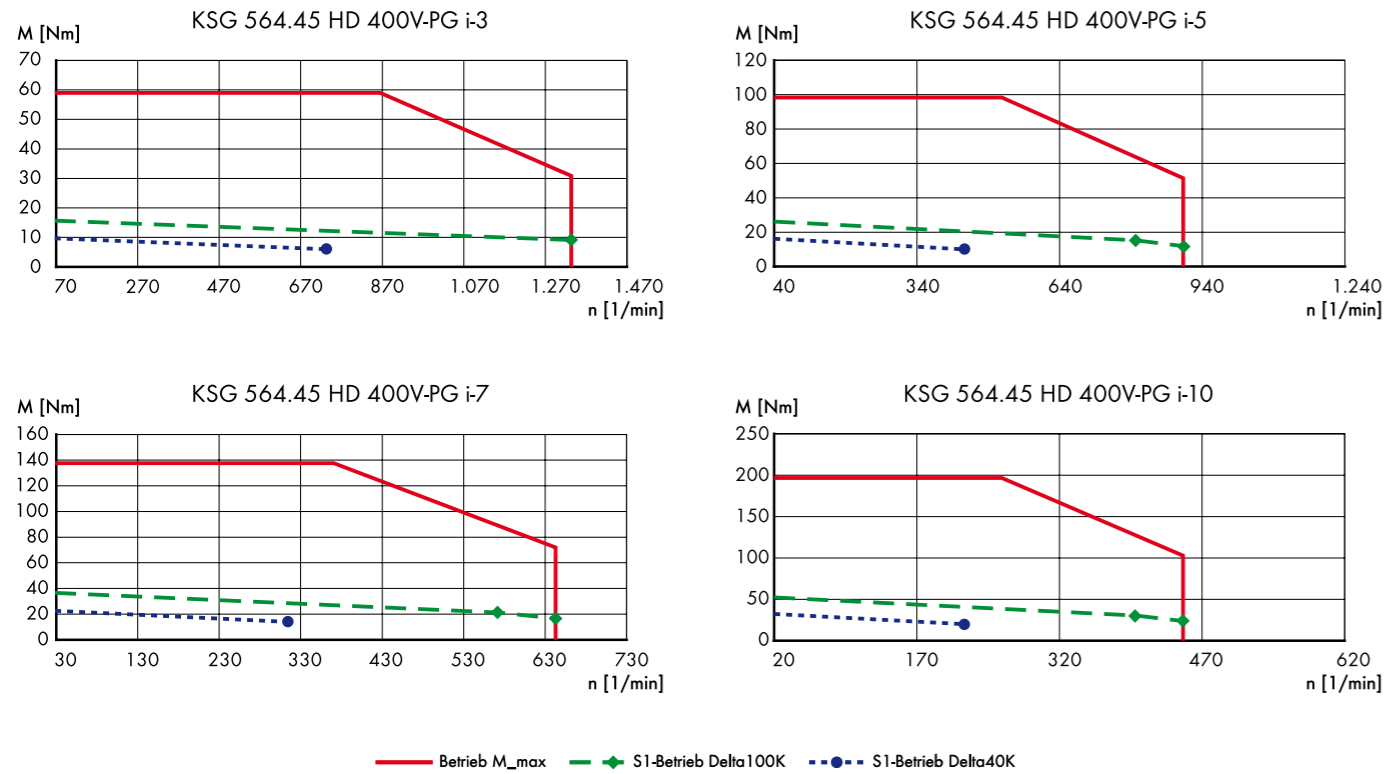 KSG 564.45 HD 400V-PG i-3
M [Nm]
70
60
50
40
30
20
10
0
70 270 470 670 870 1.070 1.270 1.470
n [1/min]
KSG 564.45 HD 400V-PG i-5
M [Nm]
120
100
80
60
40
20
0
40 340 640 940 1.240
n [1/min]
KSG 564.45 HD 400V-PG i-7
M [Nm]
160
140
120
100
80
60
40
20
0
30 130 230 330 430 530 630 730
n [1/min]
KSG 564.45 HD 400V-PG i-10
M [Nm]
250
200
150
100
50
0
20 170 320 470 620
n [1/min]
Betrieb M_max S1-Betrieb Delta100K S1-Betrieb Delta40K